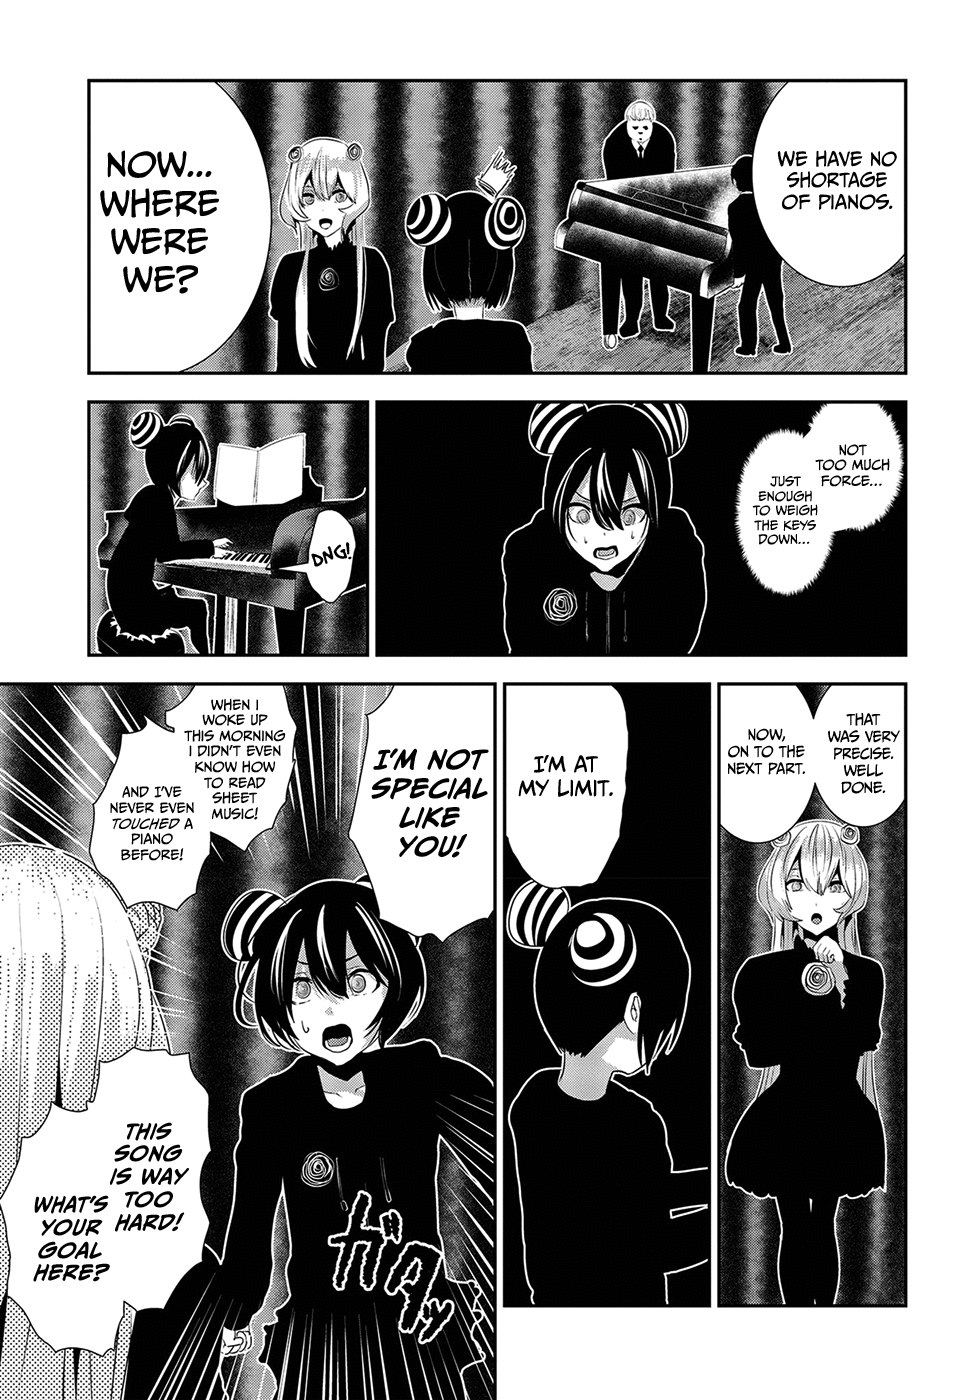 WE HAVE NO
SHORTAGE
OF PIANOS.
NOW...
WHERE
WERE
WE?
NOT
TOO MUCH
FORCE...
JUST
ENOUGH
TO WEIGH
THE KEYS
DOWN...
DNG!
THAT
WAS VERY
PRECISE.
WELL
DONE.
NOW,
ON TO THE
NEXT PART.
I'M AT
MY LIMIT.
I'M NOT
SPECIAL
LIKE
YOU!
WHEN I
WOKE UP
THIS MORNING
I DIDN'T EVEN
KNOW HOW
TO READ
SHEET
MUSIC!
AND I'VE
NEVER EVEN
TOUCHED A
PIANO
BEFORE!
ガタッ
THIS
SONG
IS WAY
TOO
HARD!
WHAT'S
YOUR
GOAL
HERE?